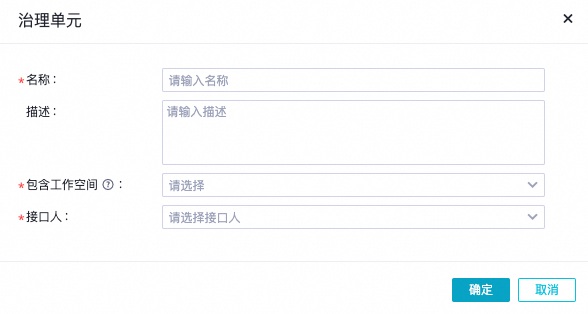 治理单元
*名称：
请输入名称
描述：
请输入描述
*包含工作空间 ?：
请选择
*接口人：
请选择接口人
确定
取消